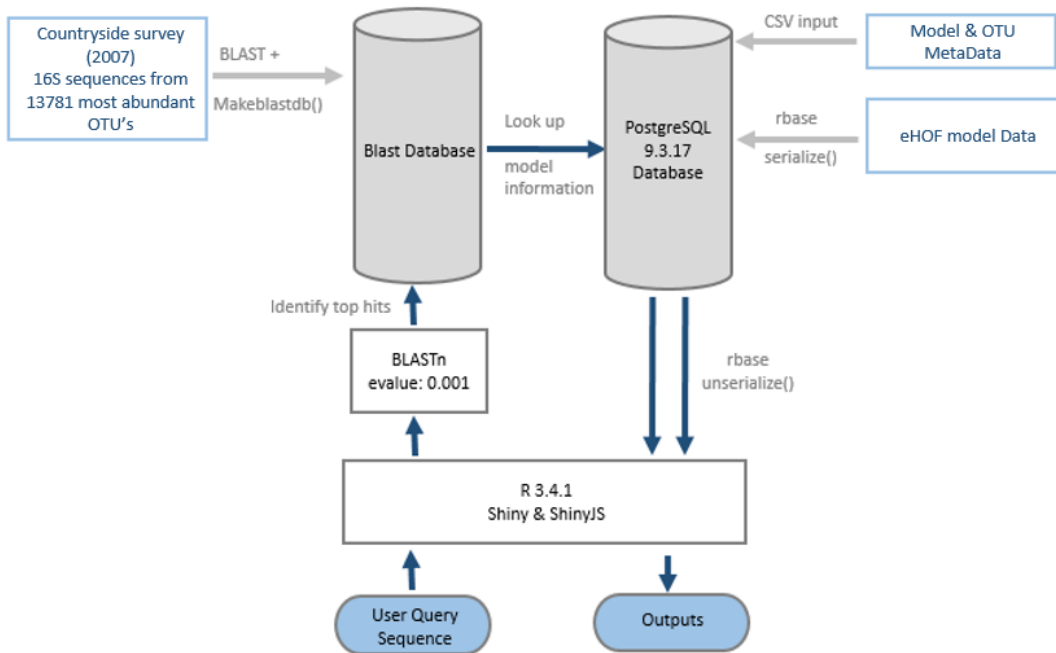 Countryside survey
(2007)
16S sequences from
13781 most abundant
OTU's
BLAST +
Makeblastdb()
Blast Database
Look up
model
information
PostgreSQL
9.3.17
Database
CSV input
Model & OTU
MetaData
rbase
serialize()
eHOF model Data
Identify top hits
BLASTn
evalue: 0.001
rbase
unserialize()
R 3.4.1
Shiny & ShinyJS
User Query
Sequence
Outputs